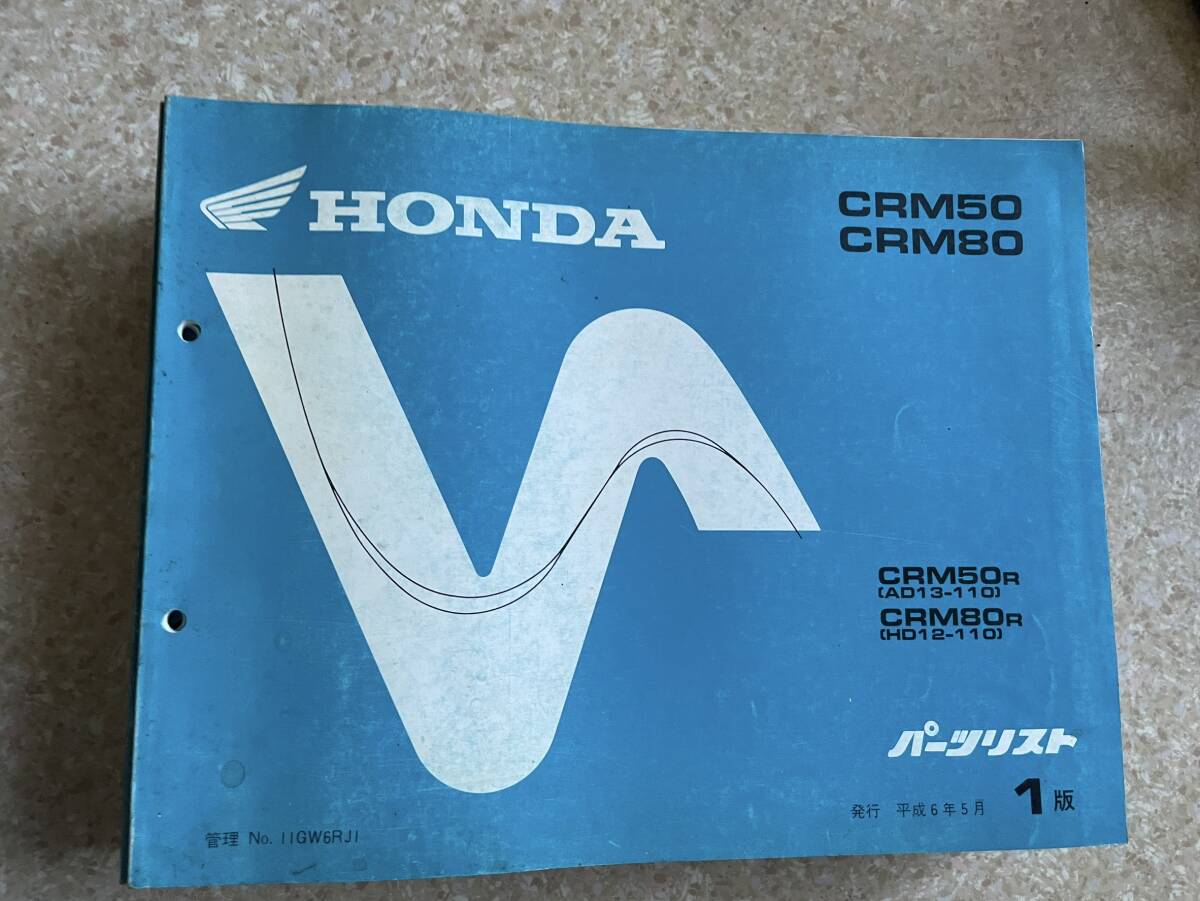 HONDA
CRM50
CRM80
CRM50R
(AD13-110)
CRM80R
(HD12-110)
パーツリスト
発行 平成6年5月 1版
管理 No. 11GW6RJ1